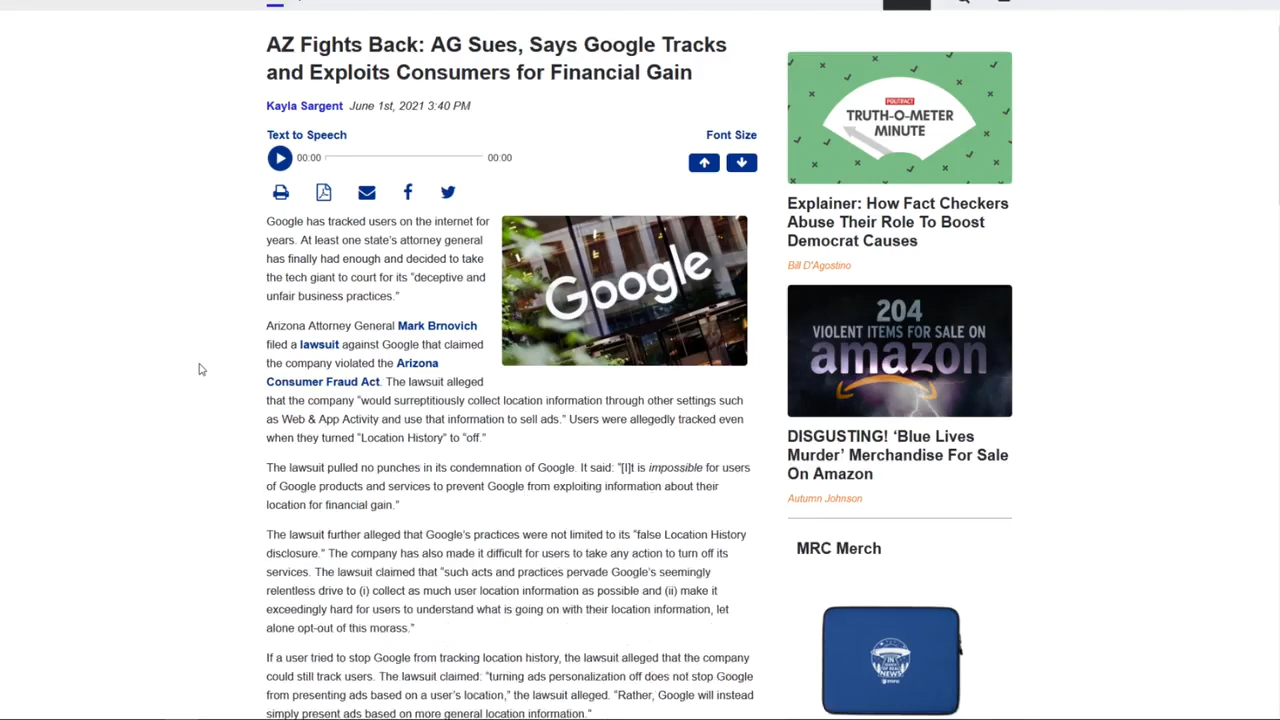 AZ Fights Back: AG Sues, Says Google Tracks
and Exploits Consumers for Financial Gain
Kayla Sargent June 1st, 2021 3:40 PM
Text to Speech
Font Size
00:00
00:00
Google has tracked users on the internet for
years. At least one state's attorney general
has finally had enough and decided to take
the tech giant to court for its "deceptive and
unfair business practices."
Google
Arizona Attorney General Mark Brnovich
filed a lawsuit against Google that claimed
the company violated the Arizona
Consumer Fraud Act. The lawsuit alleged
that the company "would surreptitiously collect location information through other settings such
as Web & App Activity and use that information to sell ads." Users were allegedly tracked even
when they turned "Location History" to "off."
The lawsuit pulled no punches in its condemnation of Google. It said: "[I]t is impossible for users
of Google products and services to prevent Google from exploiting information about their
location for financial gain."
The lawsuit further alleged that Google's practices were not limited to its "false Location History
disclosure." The company has also made it difficult for users to take any action to turn off its
services. The lawsuit claimed that "such acts and practices pervade Google's seemingly
relentless drive to (i) collect as much user location information as possible and (ii) make it
exceedingly hard for users to understand what is going on with their location information, let
alone opt-out of this morass."
If a user tried to stop Google from tracking location history, the lawsuit alleged that the company
could still track users. The lawsuit claimed: "turning ads personalization off does not stop Google
from presenting ads based on a user's location," the lawsuit alleged. "Rather, Google will instead
simply present ads based on more general location information."
POLITIFACT
TRUTH-O-METER
MINUTE
Explainer: How Fact Checkers
Abuse Their Role To Boost
Democrat Causes
Bill D'Agostino
204
VIOLENT ITEMS FOR SALE ON
amazon
DISGUSTING! 'Blue Lives
Murder' Merchandise For Sale
On Amazon
Autumn Johnson
MRC Merch
IN
NEWS